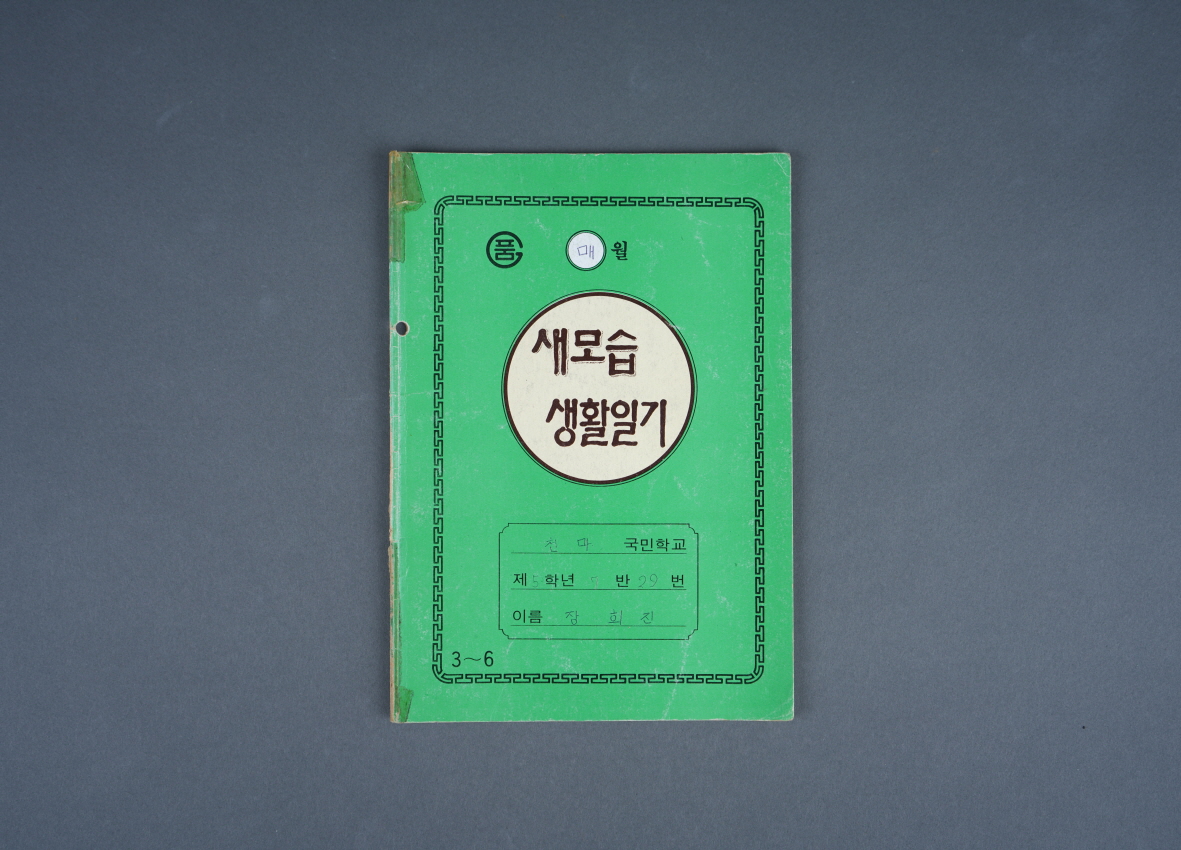 품 매 월
새모습
생활일기
천 마 국민학교
제 5 학년 5 반 29 번
이름 장 희 진
3~6